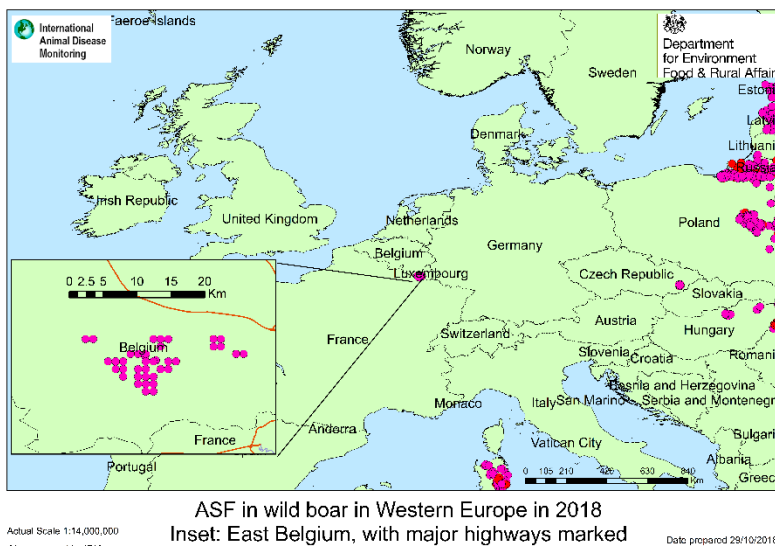 International
Animal Disease
Monitoring
Faeroe-Islands
Norway
Sweden
Department
for Environment
Food & Rural Affair
Eston
Latv
Lithuani
Russia
Denmark
Irish Republic
United Kingdom
Netherlands
Poland
Germany
Belgium
Luxembourg
Czech Republic
Slovakia
0 2.5 5 10 15 20
Km
Belgium
France
France
Austria
Hungary
Switzerland
Slovenia
Croatia
Romani
Bosnia and Herzegovina
Monaco
Italy
San Marino
Serbia and Montenegr
Andorra
Vatican City
Bulgari
Albania
Portugal
0 105 210 420 630 840
Km
Greec
ASF in wild boar in Western Europe in 2018
Inset: East Belgium, with major highways marked
Actual Scale 1:14,000,000
Date prepared 29/10/2018